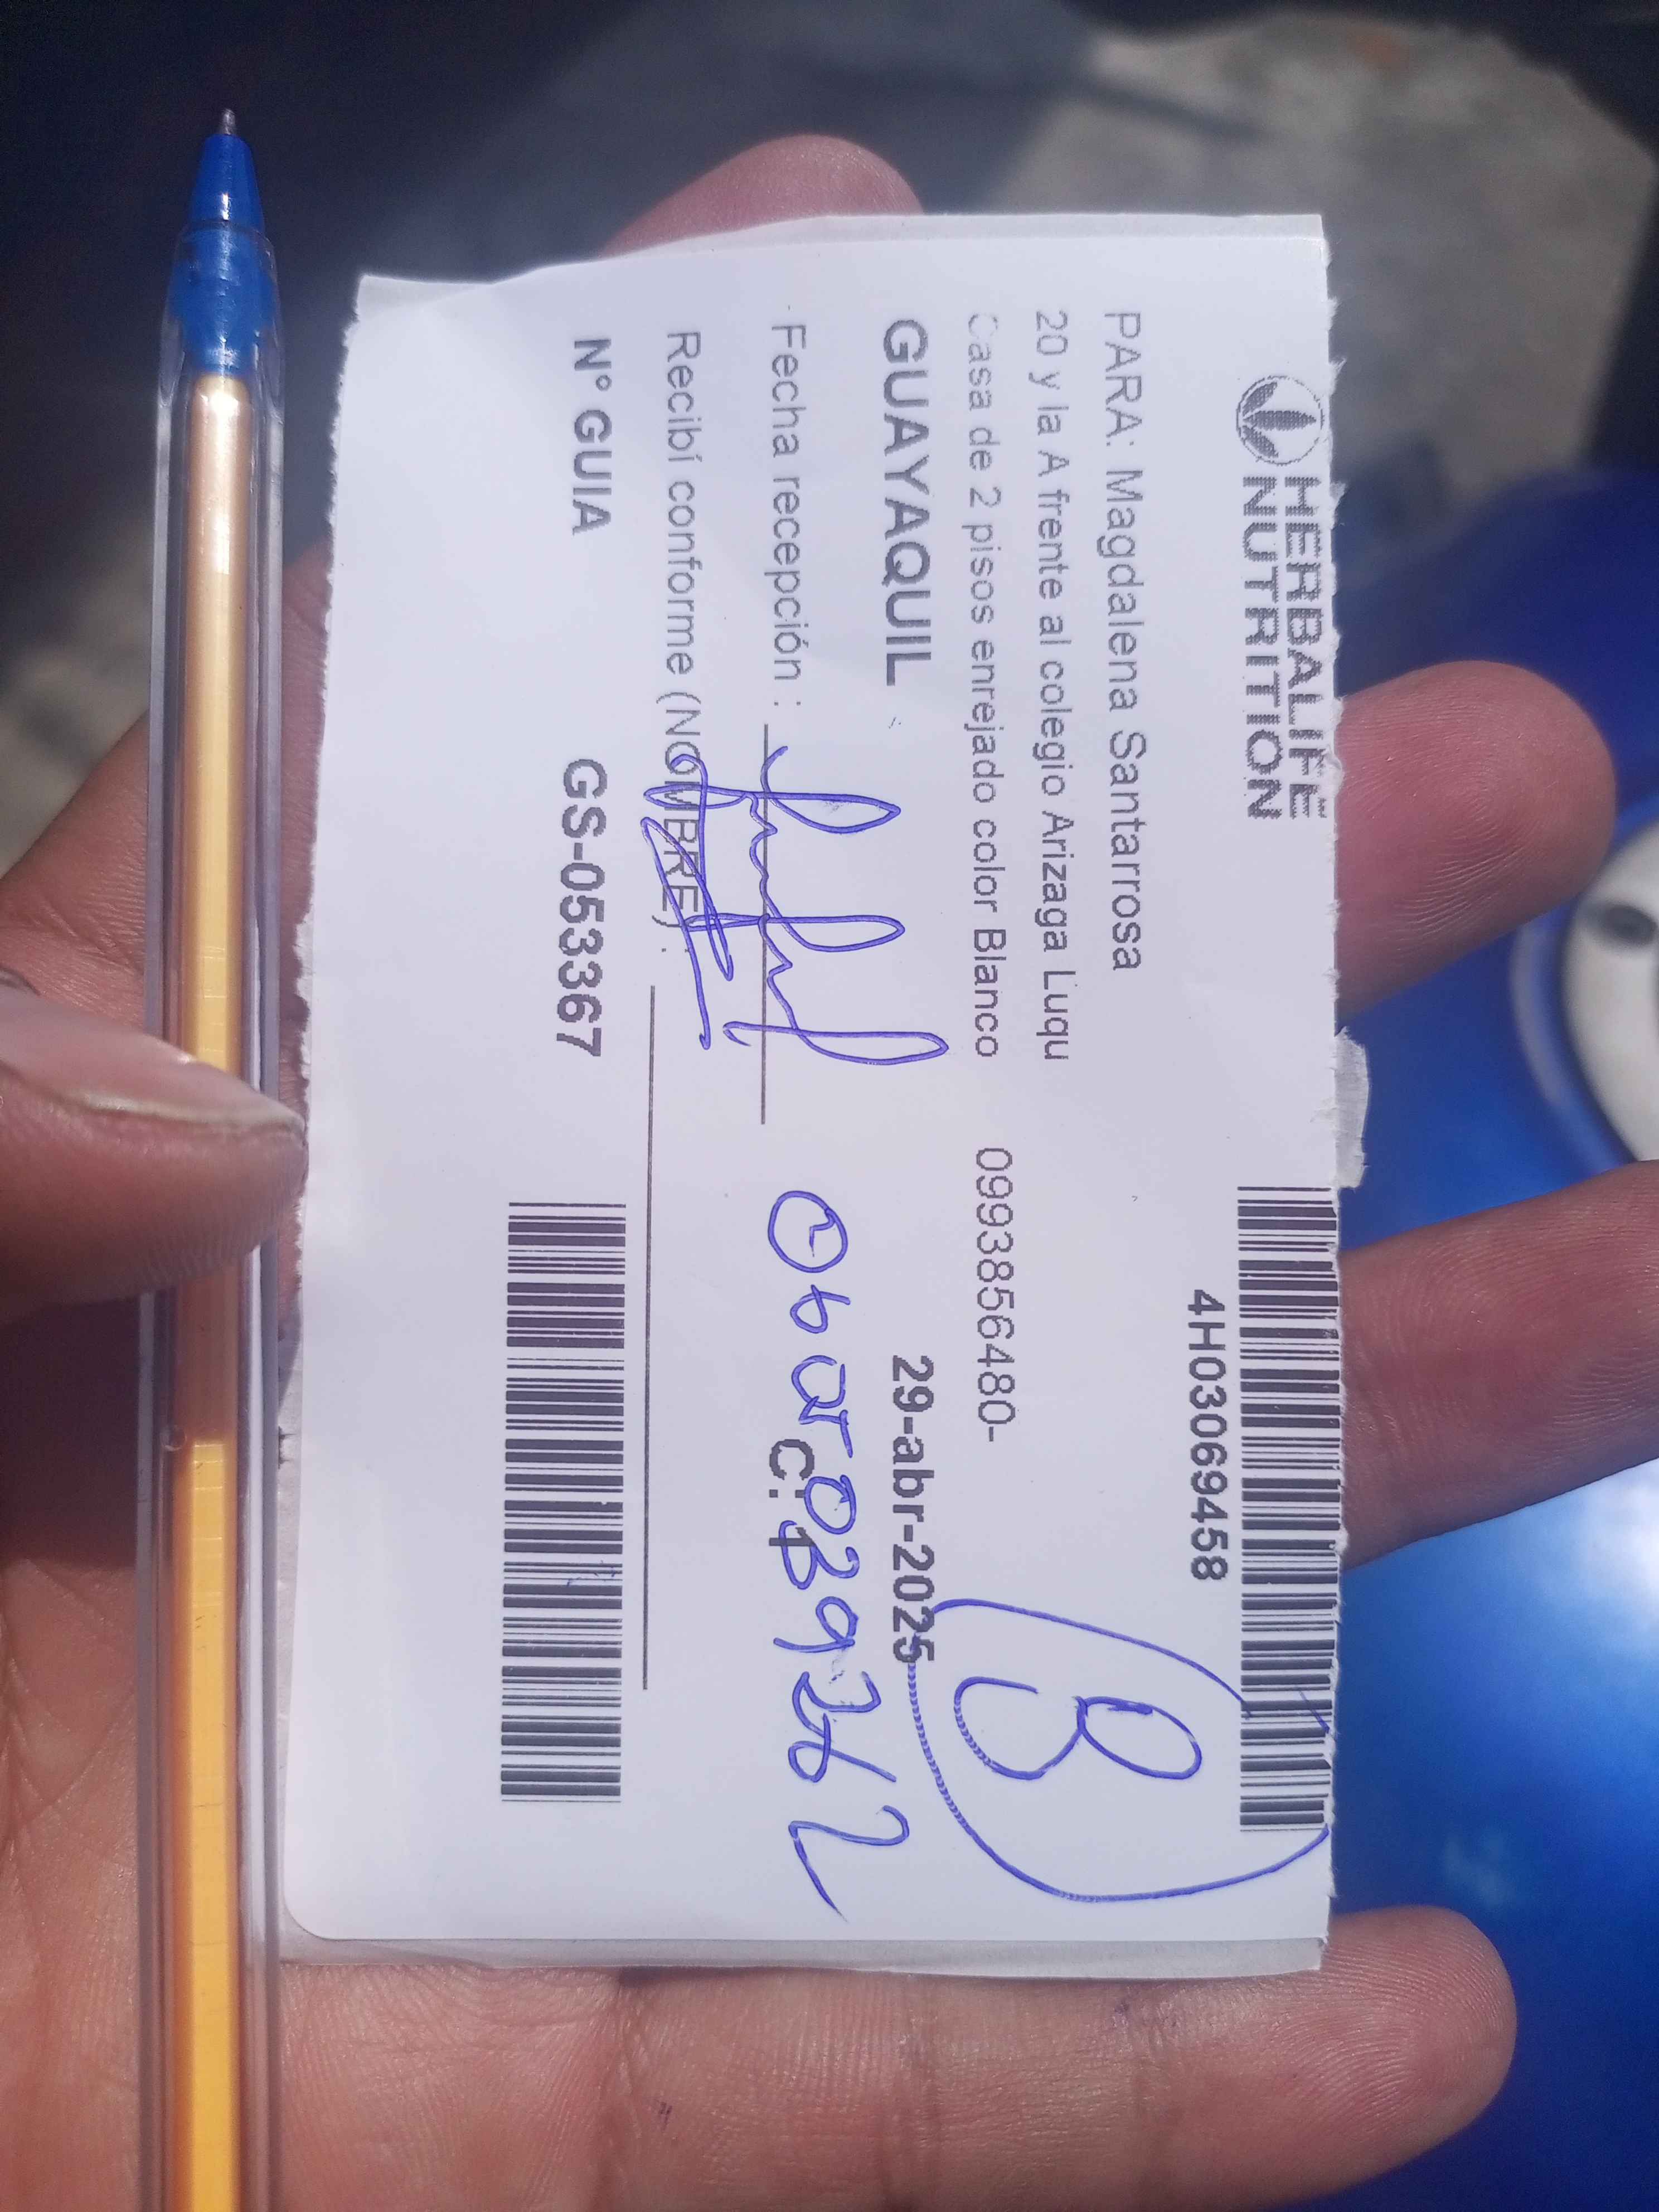 HERBALIFE
NUTRITION
4H03069458
PARA: Magdalena Santarrosa
20 y la A frente al colegio Arizaga Luqu
Casa de 2 pisos enrejado color Blanco 0993856480-
B
GUAYAQUIL 29-abr-2025
Fecha recepción :
C: 1
Recibí conforme (NOMBRE) :
N° GUIA GS-053367